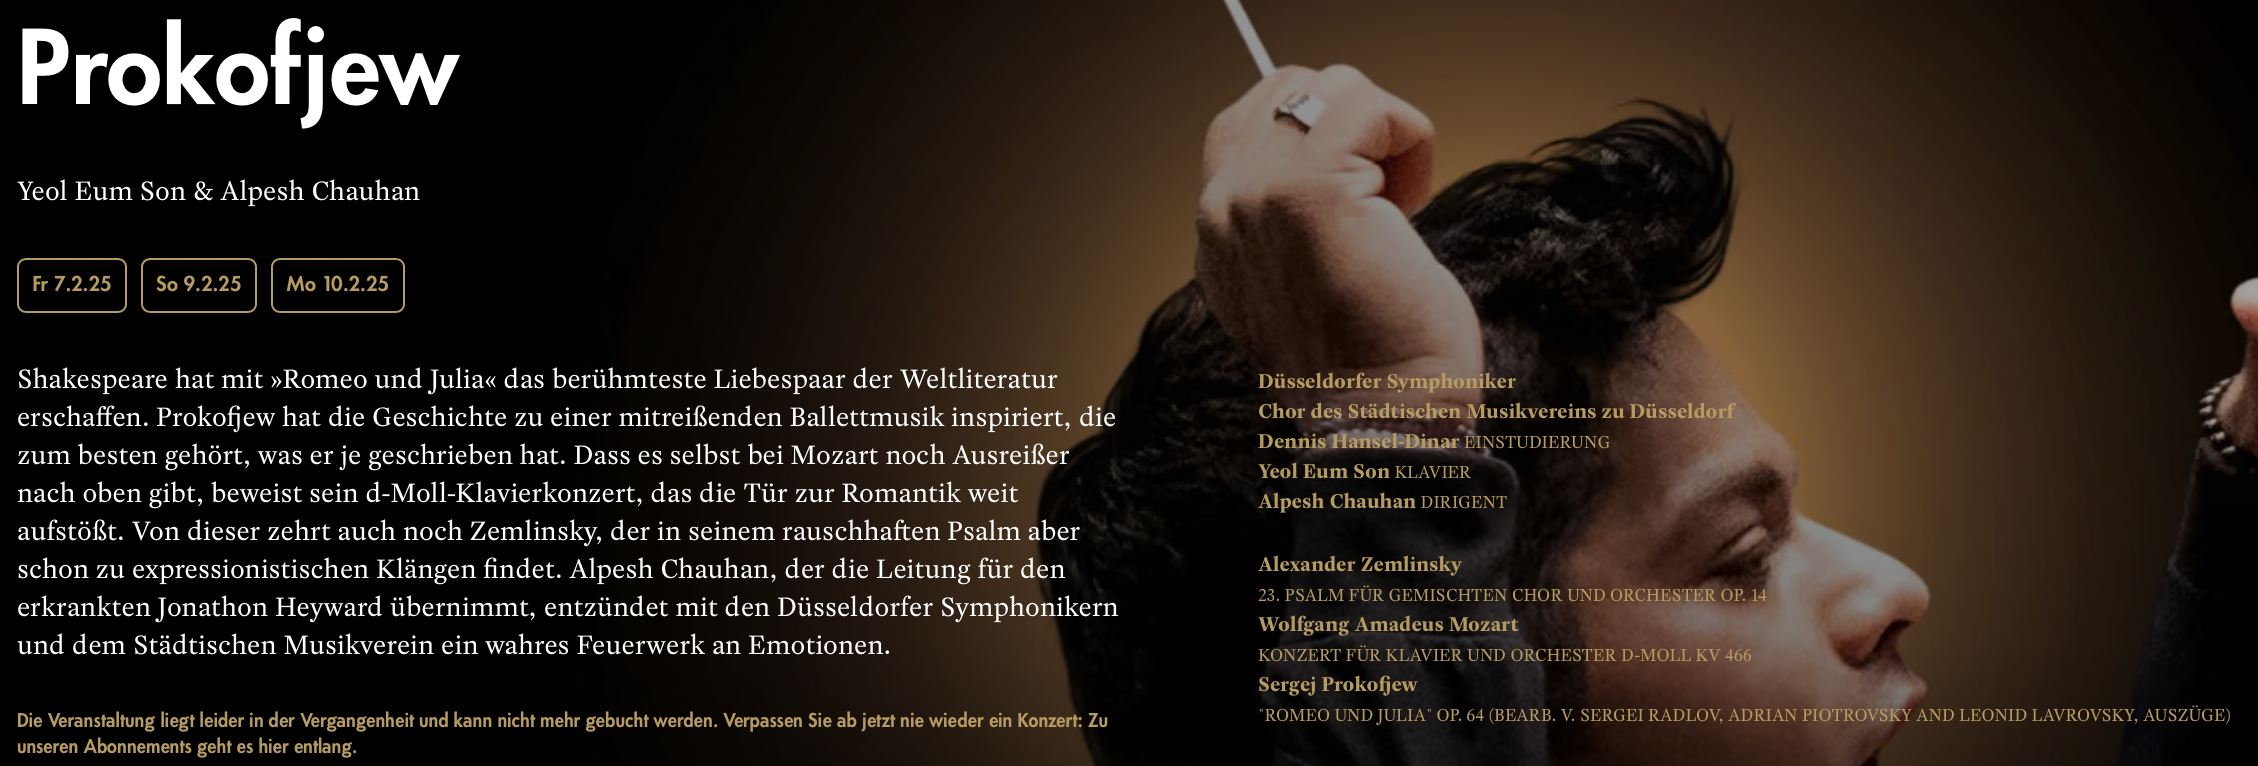 Prokofjew
Yeol Eum Son & Alpesh Chauhan
Fr 7.2.25 So 9.2.25 Mo 10.2.25
Shakespeare hat mit »Romeo und Julia« das berühmteste Liebespaar der Weltliteratur
erschaffen. Prokofjew hat die Geschichte zu einer mitreißenden Ballettmusik inspiriert, die
zum besten gehört, was er je geschrieben hat. Dass es selbst bei Mozart noch Ausreißer
nach oben gibt, beweist sein d-Moll-Klavierkonzert, das die Tür zur Romantik weit
aufstößt. Von dieser zehrt auch noch Zemlinsky, der in seinem rauschhaften Psalm aber
schon zu expressionistischen Klängen findet. Alpesh Chauhan, der die Leitung für den
erkrankten Jonathon Heyward übernimmt, entzündet mit den Düsseldorfer Symphonikern
und dem Städtischen Musikverein ein wahres Feuerwerk an Emotionen.
Die Veranstaltung liegt leider in der Vergangenheit und kann nicht mehr gebucht werden. Verpassen Sie ab jetzt nie wieder ein Konzert: Zu
unseren Abonnements geht es hier entlang.
Düsseldorfer Symphoniker
Chor des Städtischen Musikvereins zu Düsseldorf
Dennis Hansel-Dinar EINSTUDIERUNG
Yeol Eum Son KLAVIER
Alpesh Chauhan DIRIGENT
Alexander Zemlinsky
23. PSALM FÜR GEMISCHTEN CHOR UND ORCHESTER OP. 14
Wolfgang Amadeus Mozart
KONZERT FÜR KLAVIER UND ORCHESTER D-MOLL KV 466
Sergej Prokofjew
"ROMEO UND JULIA" OP. 64 (BEARB. V. SERGEI RADLOV, ADRIAN PIOTROVSKY AND LEONID LAVROVSKY, AUSZÜGE)